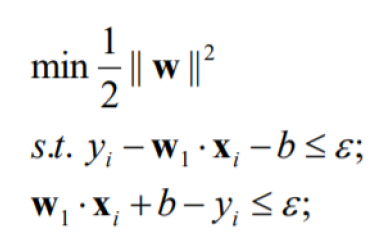 min 1/2 ‖ w ‖²
s.t. yᵢ − w₁ · xᵢ − b ≤ ε;
w₁ · xᵢ + b − yᵢ ≤ ε;